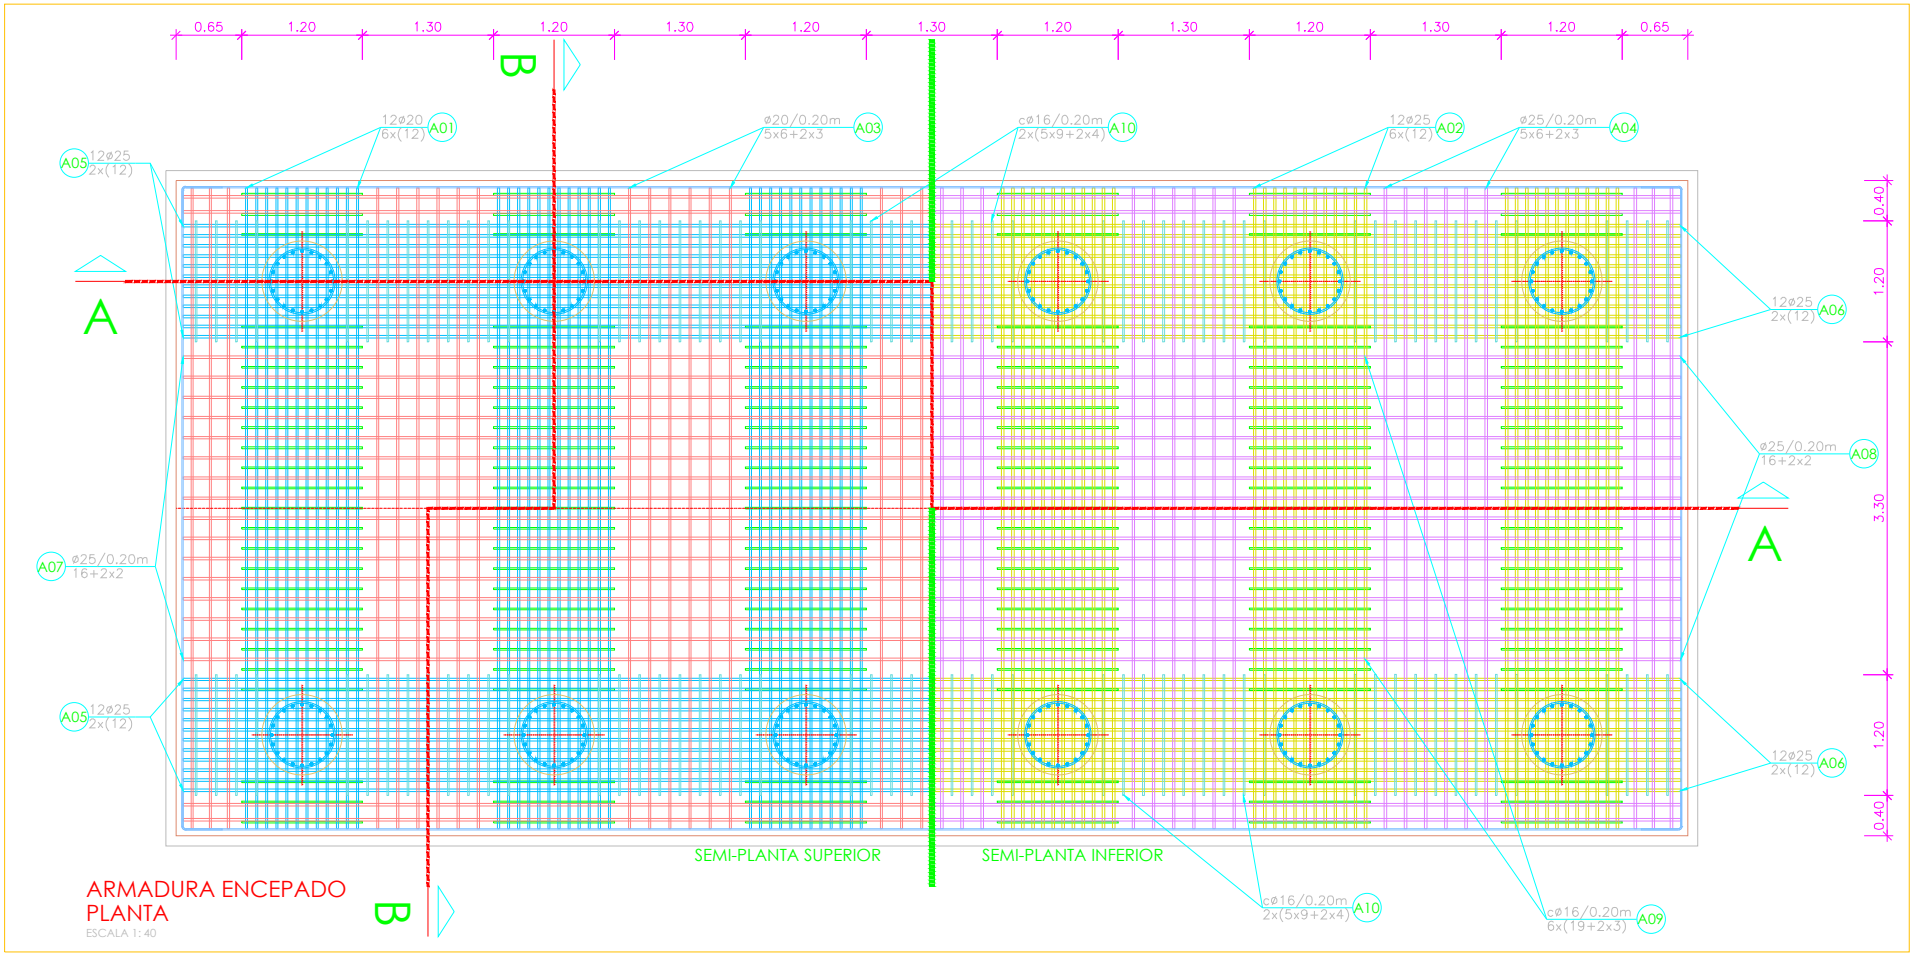 0.65 1.20 1.30 1.20 1.30 1.20 1.30 1.20 1.30 1.20 1.30 1.20 0.65
B
12ø20
6x(12) A01
ø20/0.20m
5x6+2x3 A03
cø16/0.20m
2x(5x9+2x4) A10
12ø25
6x(12) A02
ø25/0.20m
5x6+2x3 A04
A05 12ø25
2x(12)
0.40
1.20
A
12ø25
2x(12) A06
ø25/0.20m
16+2x2 A08
3.30
A
A07 ø25/0.20m
16+2x2
A05 12ø25
2x(12)
1.20
12ø25
2x(12) A06
0.40
SEMI-PLANTA SUPERIOR
SEMI-PLANTA INFERIOR
ARMADURA ENCEPADO
PLANTA
ESCALA 1:40
B
cø16/0.20m
2x(5x9+2x4) A10
cø16/0.20m
6x(19+2x3) A09